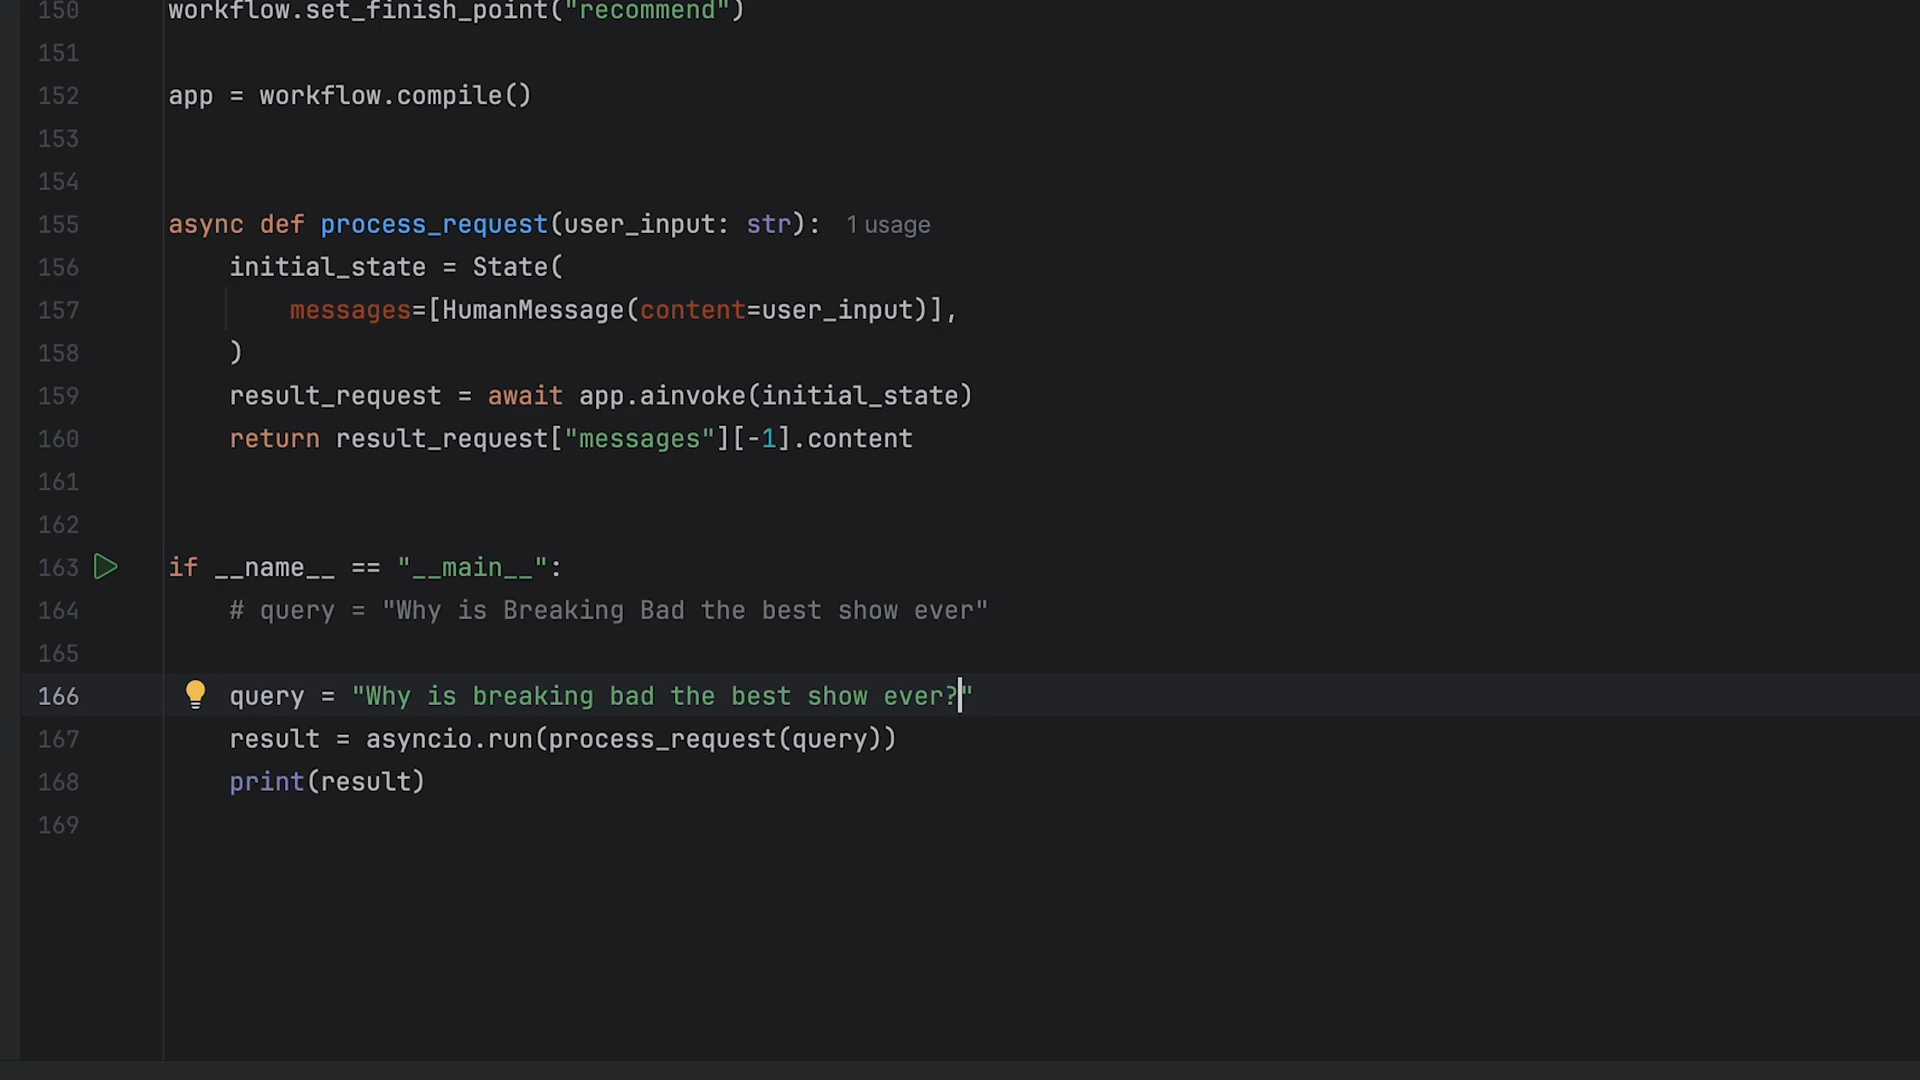 150 workflow.set_finish_point("recommend")
151
152 app = workflow.compile()
153
154
155 async def process_request(user_input: str): 1 usage
156     initial_state = State(
157         messages=[HumanMessage(content=user_input)],
158     )
159     result_request = await app.ainvoke(initial_state)
160     return result_request["messages"][-1].content
161
162
163 if __name__ == "__main__":
164     # query = "Why is Breaking Bad the best show ever"
165
166     query = "Why is breaking bad the best show ever?"
167     result = asyncio.run(process_request(query))
168     print(result)
169